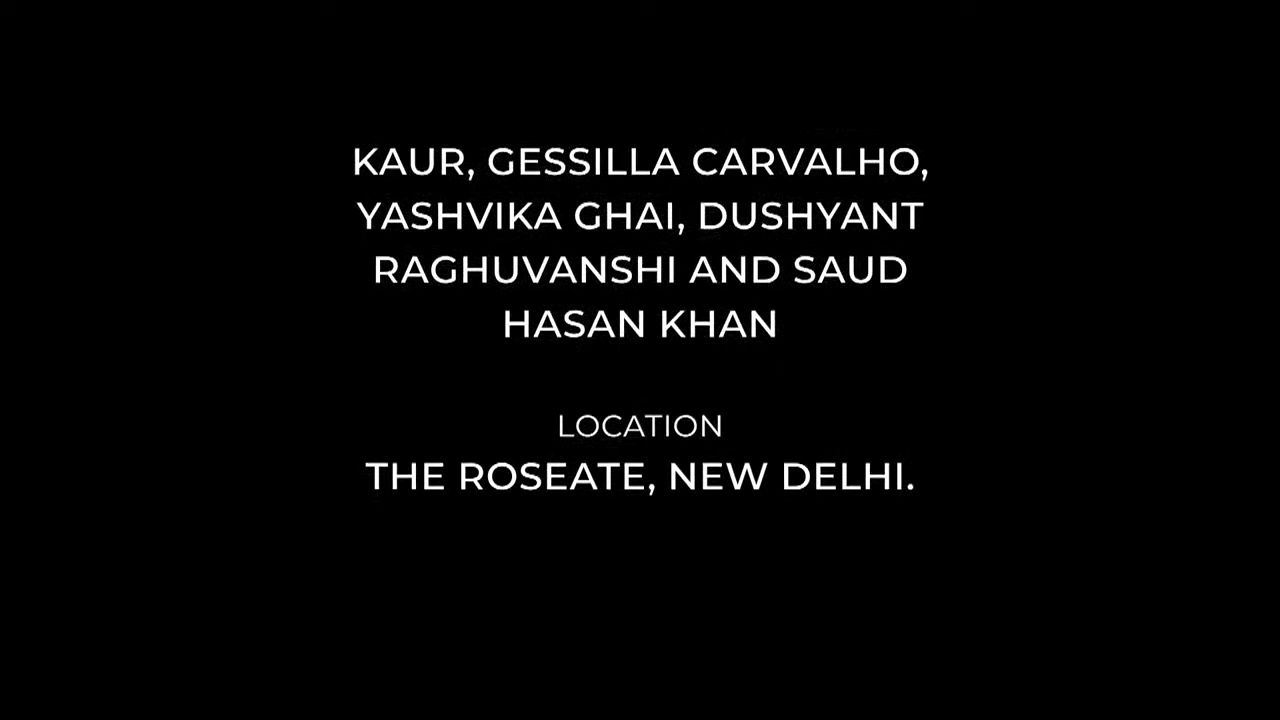 KAUR, GESSILLA CARVALHO,
YASHVIKA GHAI, DUSHYANT
RAGHUVANSHI AND SAUD
HASAN KHAN
LOCATION
THE ROSEATE, NEW DELHI.